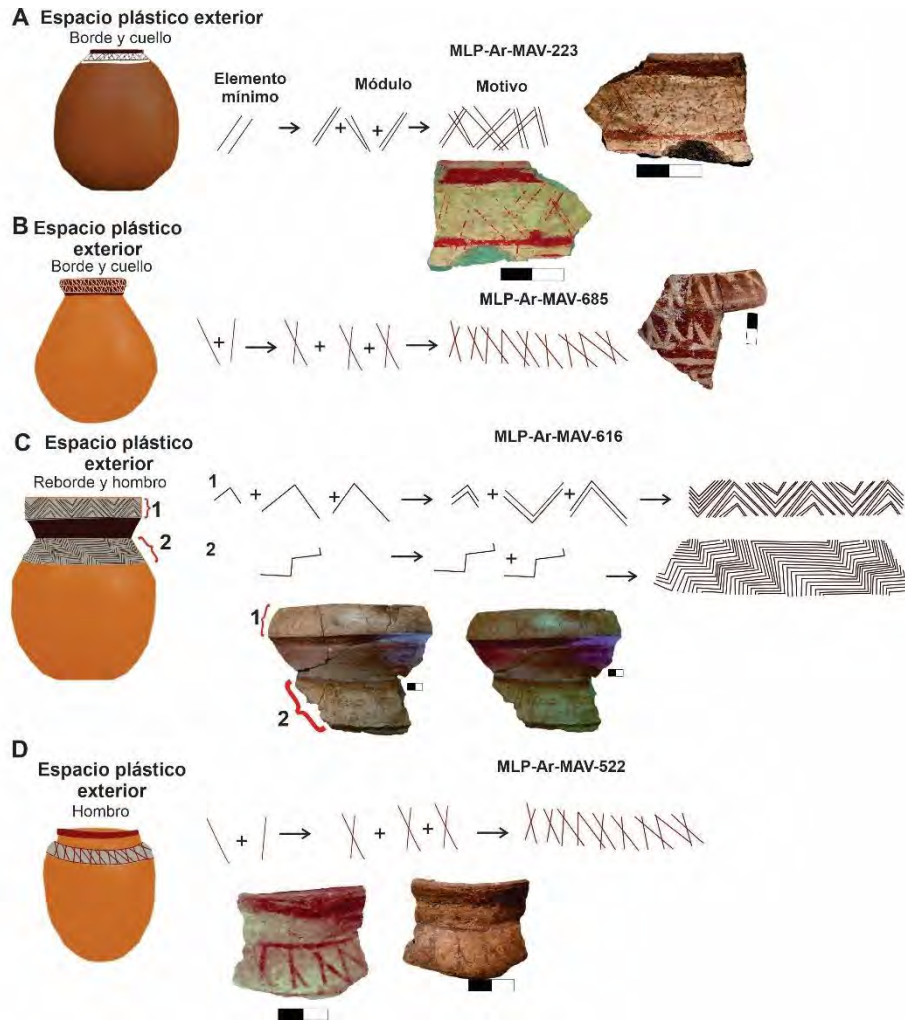 A
Espacio plástico exterior
Borde y cuello
MLP-Ar-MAV-223
Elemento
mínimo
Módulo
Motivo
+ + 
B
Espacio plástico
exterior
Borde y cuello
MLP-Ar-MAV-685
+ + +
C
Espacio plástico
exterior
Reborde y hombro
MLP-Ar-MAV-616
1
+ + + +
1
2
2
+
1
2
D
Espacio plástico
exterior
Hombro
MLP-Ar-MAV-522
+ + +